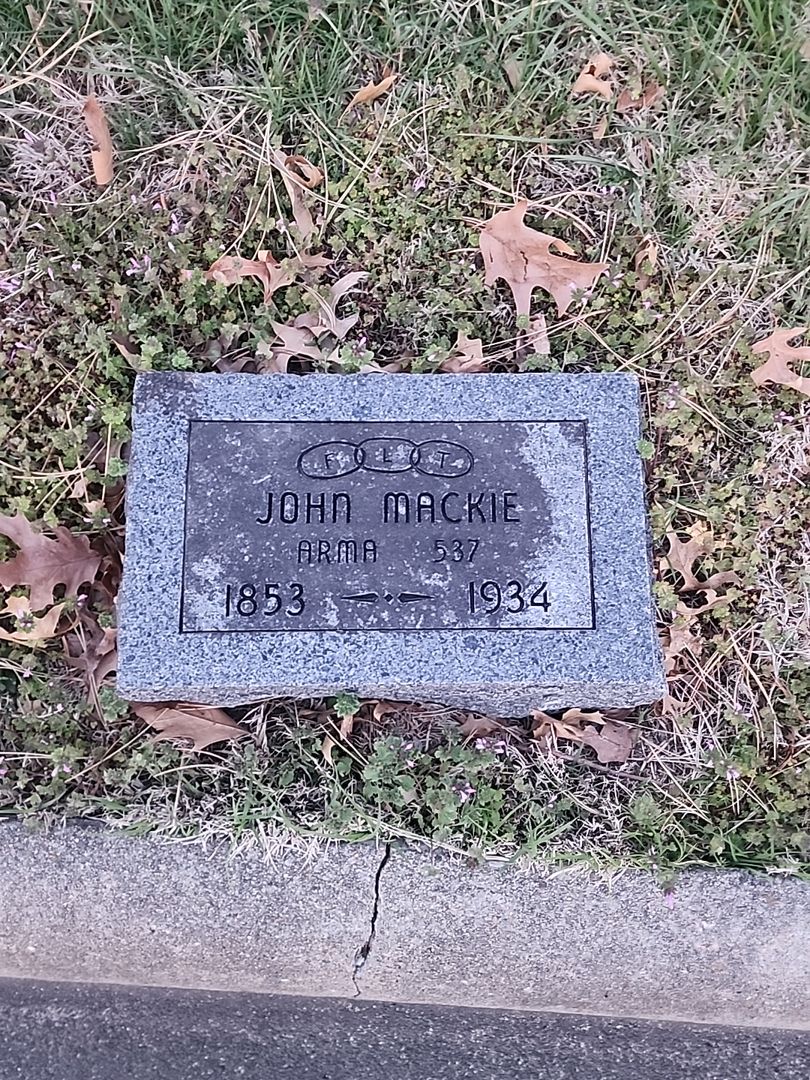 F L T
JOHN MACKIE
ARMA 537
1853 1934